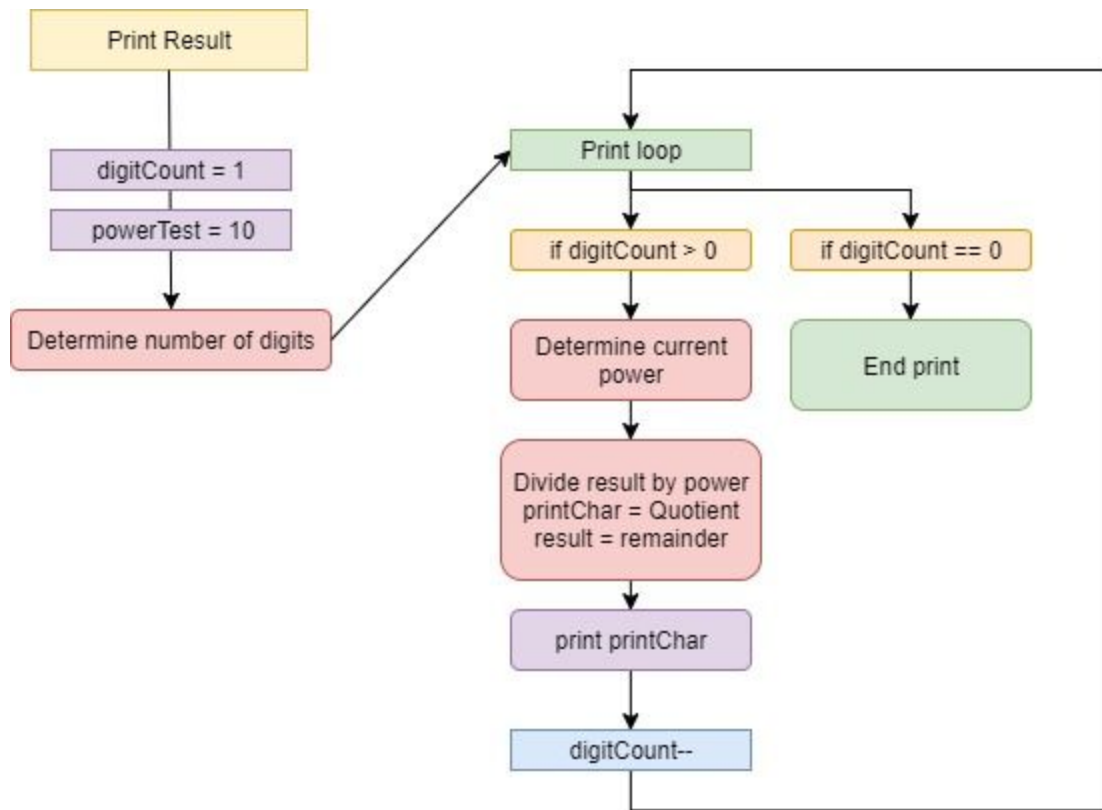 Print Result
digitCount = 1
powerTest = 10
Determine number of digits
Print loop
if digitCount > 0
if digitCount == 0
Determine current
power
End print
Divide result by power
printChar = Quotient
result = remainder
print printChar
digitCount--